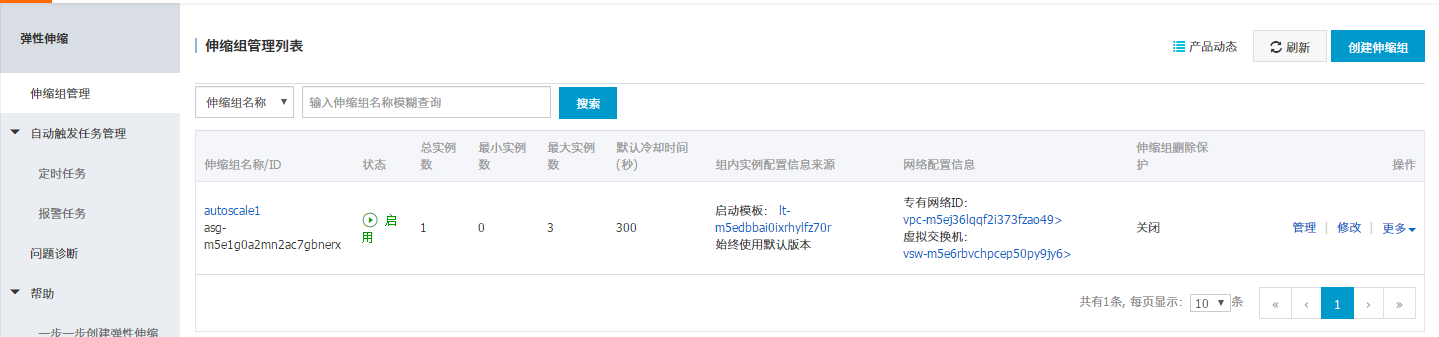 弹性伸缩
伸缩组管理
自动触发任务管理
定时任务
报警任务
问题诊断
帮助
一步一步创建弹性伸缩
伸缩组管理列表
产品动态
刷新
创建伸缩组
伸缩组名称
输入伸缩组名称模糊查询
搜索
伸缩组名称/ID
状态
总实例
数
最小实例
数
最大实例
数
默认冷却时间
(秒)
组内实例配置信息来源
网络配置信息
伸缩组删除保
护
操作
autoscale1
asg-
m5e1g0a2mn2ac7gbnerx
启
用
1
0
3
300
启动模板： lt-
m5edbbai0ixrhylfz70r
始终使用默认版本
专有网络ID:
vpc-m5ej36lqqf2i373fzao49>
虚拟交换机:
vsw-m5e6rbvchpcep50py9jy6>
关闭
管理 | 修改 | 更多
共有1条, 每页显示: 10 条
« ‹ 1 › »